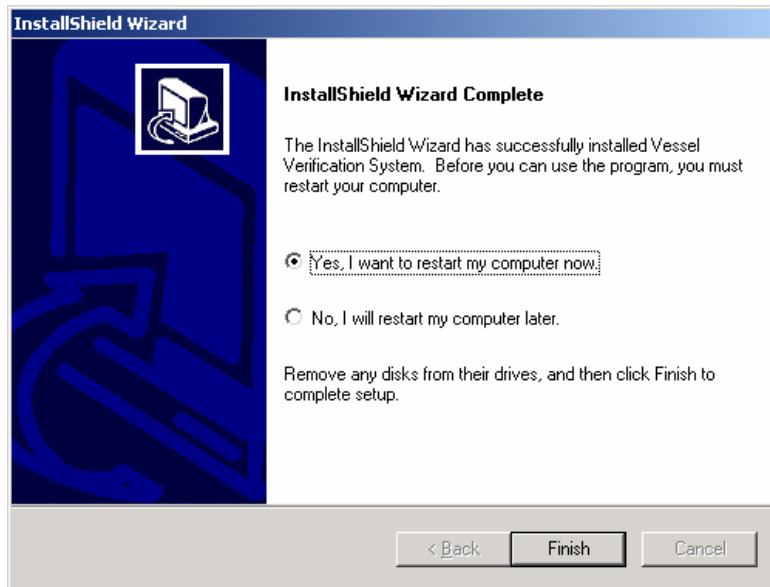 InstallShield Wizard
InstallShield Wizard Complete
The InstallShield Wizard has successfully installed Vessel
Verification System.  Before you can use the program, you must
restart your computer.
Yes, I want to restart my computer now.
No, I will restart my computer later.
Remove any disks from their drives, and then click Finish to
complete setup.
< Back
Finish
Cancel